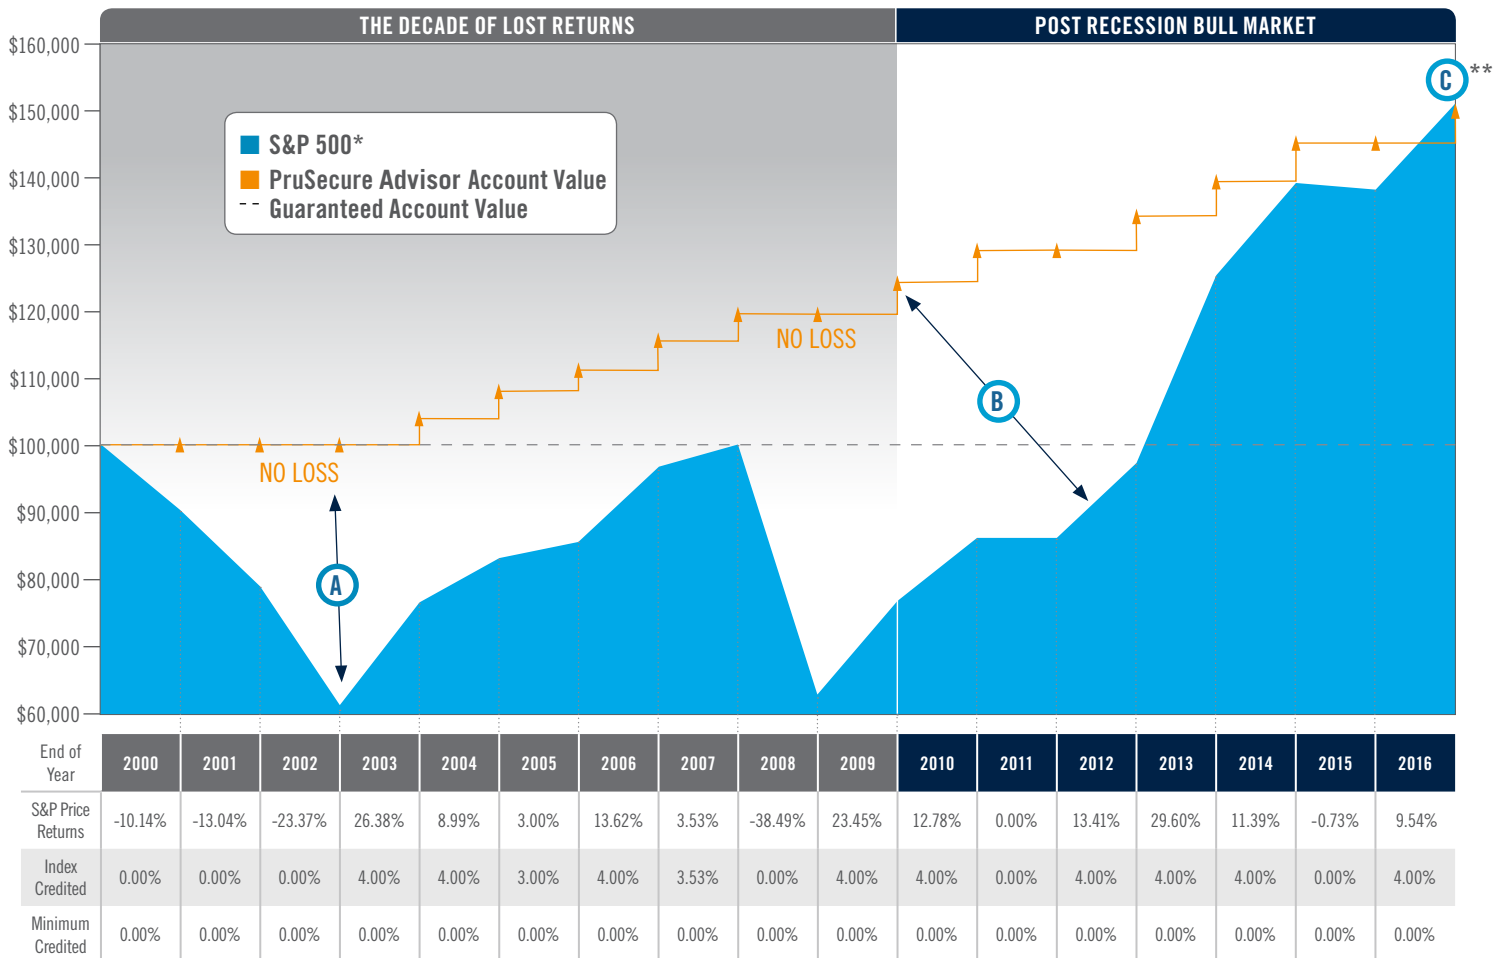 THE DECADE OF LOST RETURNS
POST RECESSION BULL MARKET
$160,000
$150,000
$140,000
$130,000
$120,000
$110,000
$100,000
$90,000
$80,000
$70,000
$60,000
C **
S&P 500*
PruSecure Advisor Account Value
Guaranteed Account Value
NO LOSS
B
NO LOSS
A
End of
Year
2000 2001 2002 2003 2004 2005 2006 2007 2008 2009 2010 2011 2012 2013 2014 2015 2016
S&P Price
Returns
-10.14% -13.04% -23.37% 26.38% 8.99% 3.00% 13.62% 3.53% -38.49% 23.45% 12.78% 0.00% 13.41% 29.60% 11.39% -0.73% 9.54%
Index
Credited
0.00% 0.00% 0.00% 4.00% 4.00% 3.00% 4.00% 3.53% 0.00% 4.00% 4.00% 0.00% 4.00% 4.00% 4.00% 0.00% 4.00%
Minimum
Credited
0.00% 0.00% 0.00% 0.00% 0.00% 0.00% 0.00% 0.00% 0.00% 0.00% 0.00% 0.00% 0.00% 0.00% 0.00% 0.00% 0.00%